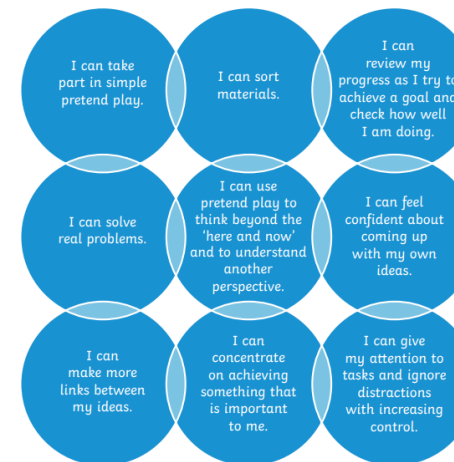 I can take
part in simple
pretend play.
I can sort
materials.
I can
review my
progress as I try to
achieve a goal and
check how well
I am doing.
I can solve
real problems.
I can use
pretend play to
think beyond the
‘here and now’
and to understand
another
perspective.
I can feel
confident about
coming up
with my own
ideas.
I can
make more
links between
my ideas.
I can
concentrate
on achieving
something that
is important
to me.
I can give
my attention to
tasks and ignore
distractions
with increasing
control.